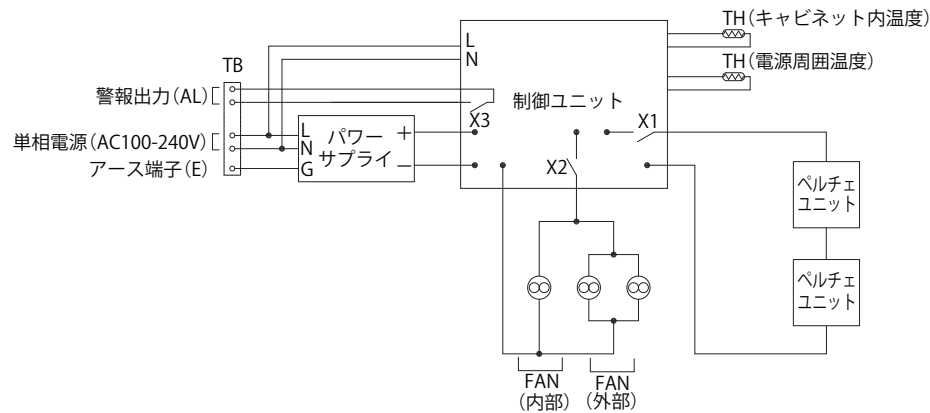 TH(キャビネット内温度)
L
N
TH(電源周囲温度)
TB
警報出力(AL)
制御ユニット
X3
X1
単相電源(AC100-240V)
L
N
G
パワー
サプライ
+
−
アース端子(E)
X2
ペルチェ
ユニット
ペルチェ
ユニット
FAN
(内部)
FAN
(外部)